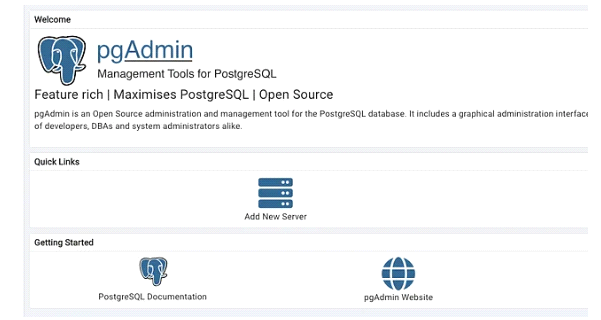 Welcome
pgAdmin
Management Tools for PostgreSQL
Feature rich | Maximises PostgreSQL | Open Source
pgAdmin is an Open Source administration and management tool for the PostgreSQL database. It includes a graphical administration interface
of developers, DBAs and system administrators alike.
Quick Links
Add New Server
Getting Started
PostgreSQL Documentation
pgAdmin Website